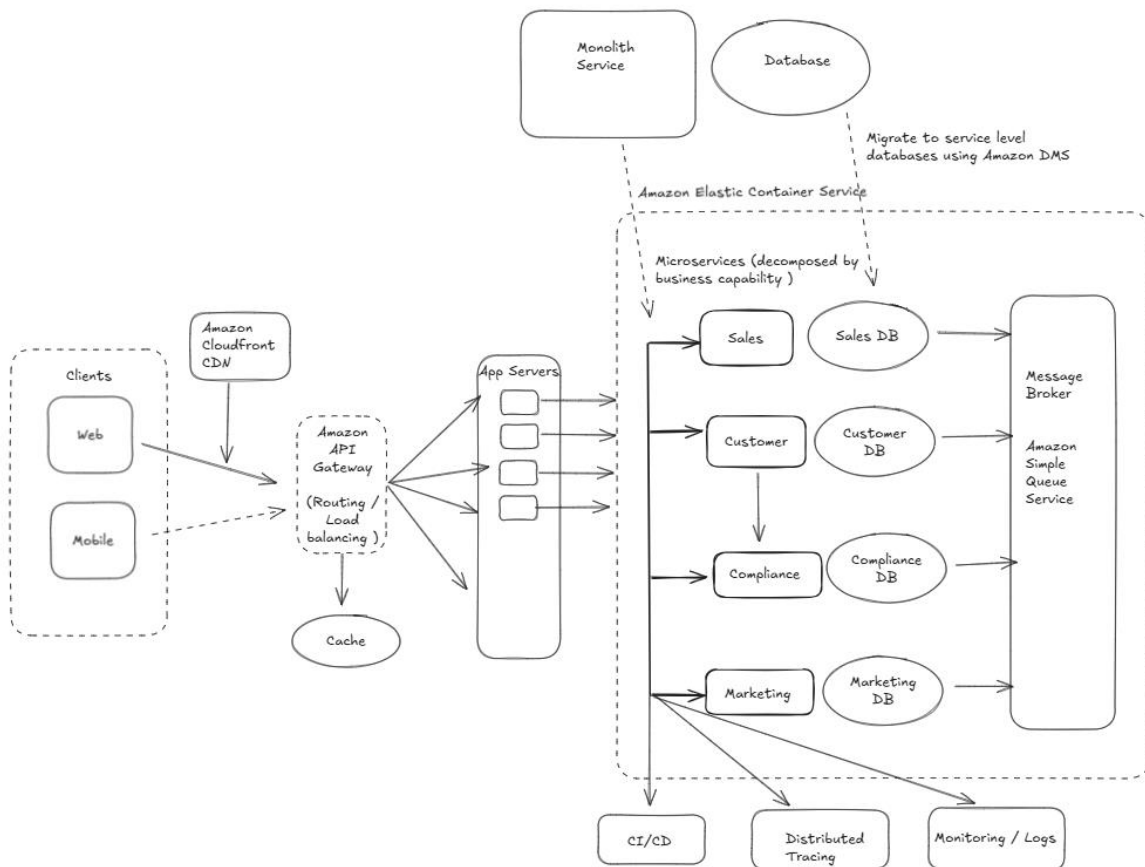 Monolith
Service
Database
Migrate to service level
databases using Amazon DMS
Amazon Elastic Container Service
Microservices (decomposed by
business capability )
Amazon
Cloudfront
CDN
Clients
Web
Mobile
Amazon
API
Gateway
(Routing /
Load
balancing )
Cache
App Servers
Sales
Sales DB
Customer
Customer
DB
Compliance
Compliance
DB
Marketing
Marketing
DB
Message
Broker
Amazon
Simple
Queue
Service
CI/CD
Distributed
Tracing
Monitoring / Logs